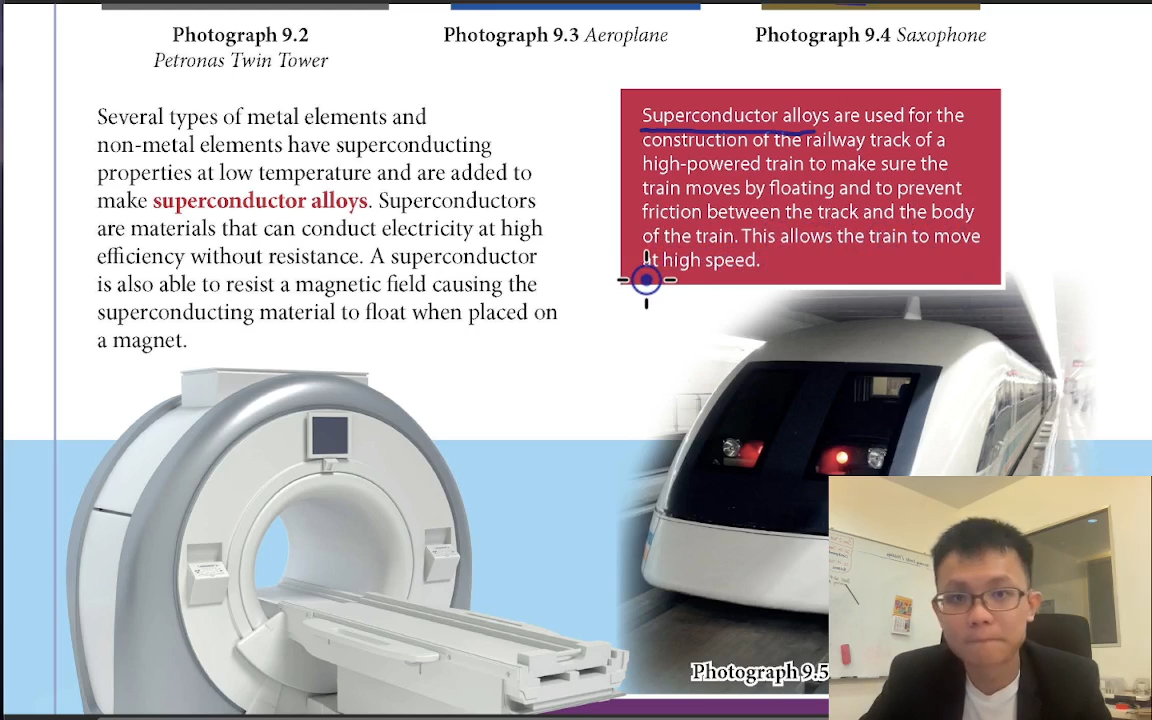 Photograph 9.2
Petronas Twin Tower
Photograph 9.3 Aeroplane
Photograph 9.4 Saxophone
Several types of metal elements and
non-metal elements have superconducting
properties at low temperature and are added to
make superconductor alloys. Superconductors
are materials that can conduct electricity at high
efficiency without resistance. A superconductor
is also able to resist a magnetic field causing the
superconducting material to float when placed on
a magnet.
Superconductor alloys are used for the
construction of the railway track of a
high-powered train to make sure the
train moves by floating and to prevent
friction between the track and the body
of the train. This allows the train to move
at high speed.
Photograph 9.5